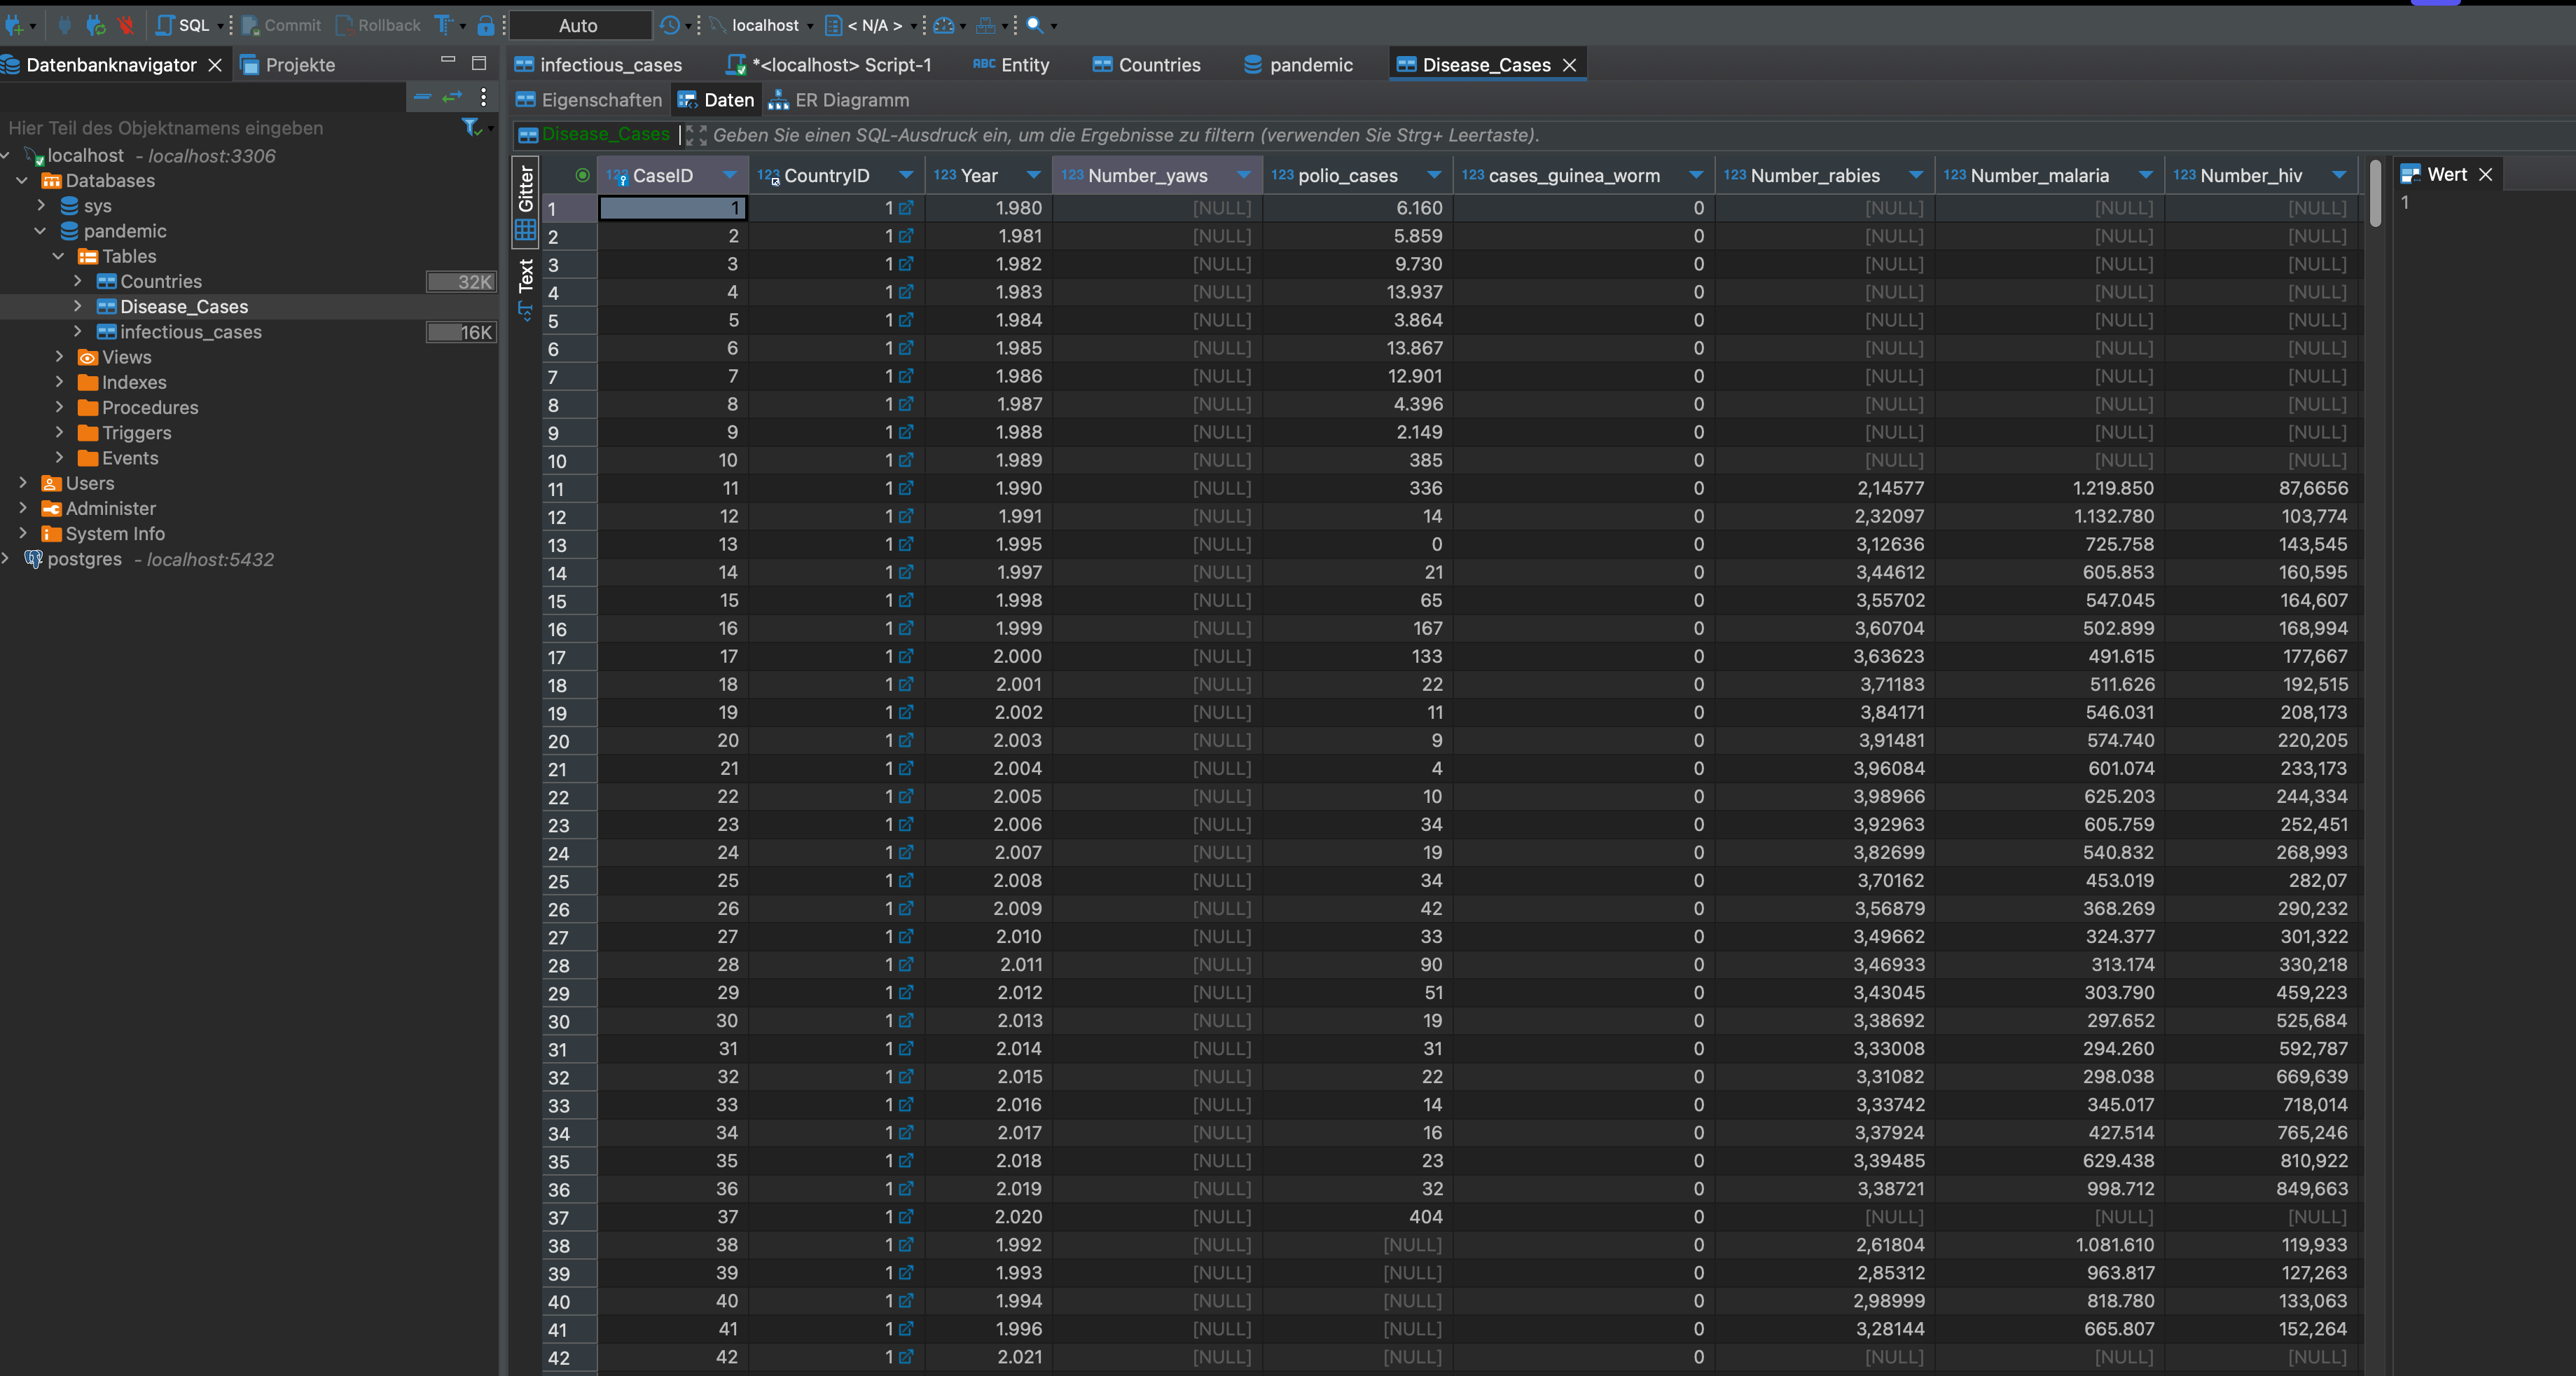 SQL Commit Rollback Auto localhost < N/A >
Datenbanknavigator Projekte
infectious_cases *<localhost> Script-1 ABC Entity Countries pandemic Disease_Cases
Eigenschaften Daten ER Diagramm
Hier Teil des Objektnamens eingeben
Disease_Cases Geben Sie einen SQL-Ausdruck ein, um die Ergebnisse zu filtern (verwenden Sie Strg+ Leertaste).
localhost - localhost:3306
Databases
sys
pandemic
Tables
Countries 32K
Disease_Cases
infectious_cases 16K
Views
Indexes
Procedures
Triggers
Events
Users
Administer
System Info
postgres - localhost:5432
Gitter
Text
123 CaseID 123 CountryID 123 Year 123 Number_yaws 123 polio_cases 123 cases_guinea_worm 123 Number_rabies 123 Number_malaria 123 Number_hiv
1 1 1 1.980 [NULL] 6.160 0 [NULL] [NULL] [NULL]
2 2 1 1.981 [NULL] 5.859 0 [NULL] [NULL] [NULL]
3 3 1 1.982 [NULL] 9.730 0 [NULL] [NULL] [NULL]
4 4 1 1.983 [NULL] 13.937 0 [NULL] [NULL] [NULL]
5 5 1 1.984 [NULL] 3.864 0 [NULL] [NULL] [NULL]
6 6 1 1.985 [NULL] 13.867 0 [NULL] [NULL] [NULL]
7 7 1 1.986 [NULL] 12.901 0 [NULL] [NULL] [NULL]
8 8 1 1.987 [NULL] 4.396 0 [NULL] [NULL] [NULL]
9 9 1 1.988 [NULL] 2.149 0 [NULL] [NULL] [NULL]
10 10 1 1.989 [NULL] 385 0 [NULL] [NULL] [NULL]
11 11 1 1.990 [NULL] 336 0 2,14577 1.219.850 87,6656
12 12 1 1.991 [NULL] 14 0 2,32097 1.132.780 103,774
13 13 1 1.995 [NULL] 0 0 3,12636 725.758 143,545
14 14 1 1.997 [NULL] 21 0 3,44612 605.853 160,595
15 15 1 1.998 [NULL] 65 0 3,55702 547.045 164,607
16 16 1 1.999 [NULL] 167 0 3,60704 502.899 168,994
17 17 1 2.000 [NULL] 133 0 3,63623 491.615 177,667
18 18 1 2.001 [NULL] 22 0 3,71183 511.626 192,515
19 19 1 2.002 [NULL] 11 0 3,84171 546.031 208,173
20 20 1 2.003 [NULL] 9 0 3,91481 574.740 220,205
21 21 1 2.004 [NULL] 4 0 3,96084 601.074 233,173
22 22 1 2.005 [NULL] 10 0 3,98966 625.203 244,334
23 23 1 2.006 [NULL] 34 0 3,92963 605.759 252,451
24 24 1 2.007 [NULL] 19 0 3,82699 540.832 268,993
25 25 1 2.008 [NULL] 34 0 3,70162 453.019 282,07
26 26 1 2.009 [NULL] 42 0 3,56879 368.269 290,232
27 27 1 2.010 [NULL] 33 0 3,49662 324.377 301,322
28 28 1 2.011 [NULL] 90 0 3,46933 313.174 330,218
29 29 1 2.012 [NULL] 51 0 3,43045 303.790 459,223
30 30 1 2.013 [NULL] 19 0 3,38692 297.652 525,684
31 31 1 2.014 [NULL] 31 0 3,33008 294.260 592,787
32 32 1 2.015 [NULL] 22 0 3,31082 298.038 669,639
33 33 1 2.016 [NULL] 14 0 3,33742 345.017 718,014
34 34 1 2.017 [NULL] 16 0 3,37924 427.514 765,246
35 35 1 2.018 [NULL] 23 0 3,39485 629.438 810,922
36 36 1 2.019 [NULL] 32 0 3,38721 998.712 849,663
37 37 1 2.020 [NULL] 404 0 [NULL] [NULL] [NULL]
38 38 1 1.992 [NULL] [NULL] 0 2,61804 1.081.610 119,933
39 39 1 1.993 [NULL] [NULL] 0 2,85312 963.817 127,263
40 40 1 1.994 [NULL] [NULL] 0 2,98999 818.780 133,063
41 41 1 1.996 [NULL] [NULL] 0 3,28144 665.807 152,264
42 42 1 2.021 [NULL] [NULL] 0 [NULL] [NULL] [NULL]
Wert
1